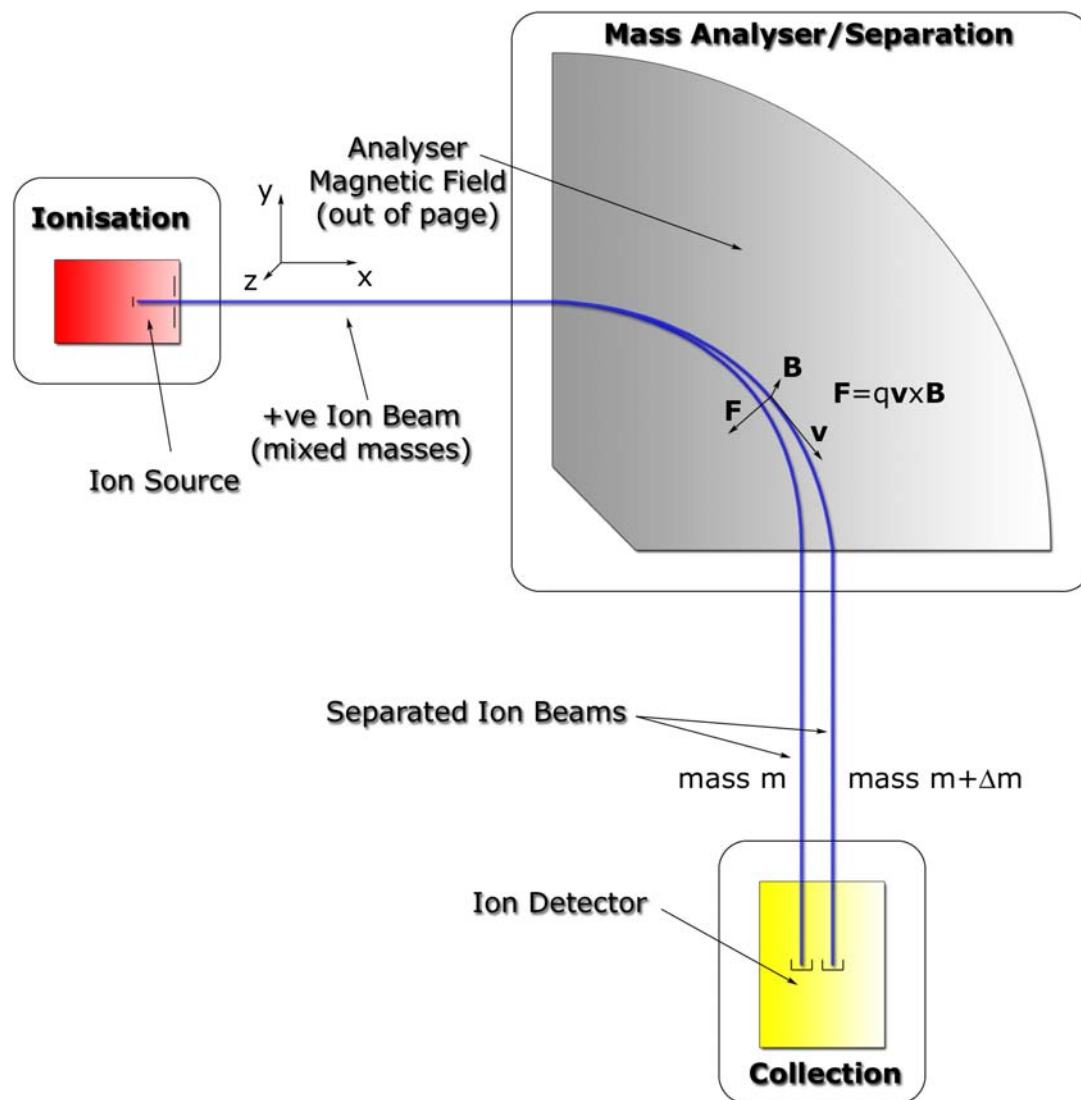 Mass Analyser/Separation
Analyser
Magnetic Field
(out of page)
Ionisation
y
z
x
B
F
F=qvxB
v
+ve Ion Beam
(mixed masses)
Ion Source
Separated Ion Beams
mass m
mass m+Δm
Ion Detector
Collection